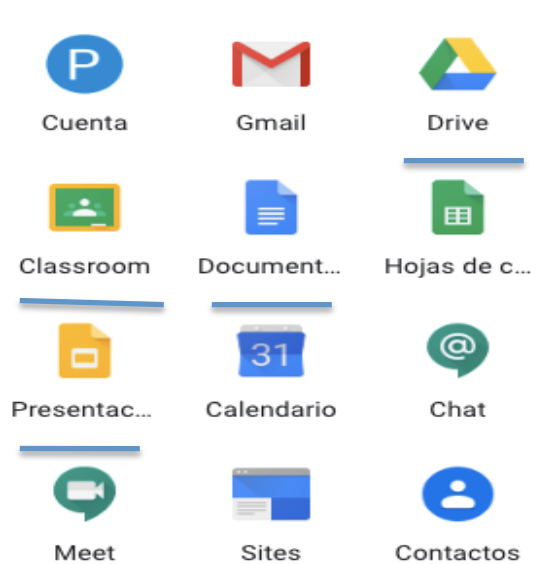 P
Cuenta
Gmail
Drive
Classroom
Document...
Hojas de c...
31
@
Presentac...
Calendario
Chat
Meet
Sites
Contactos